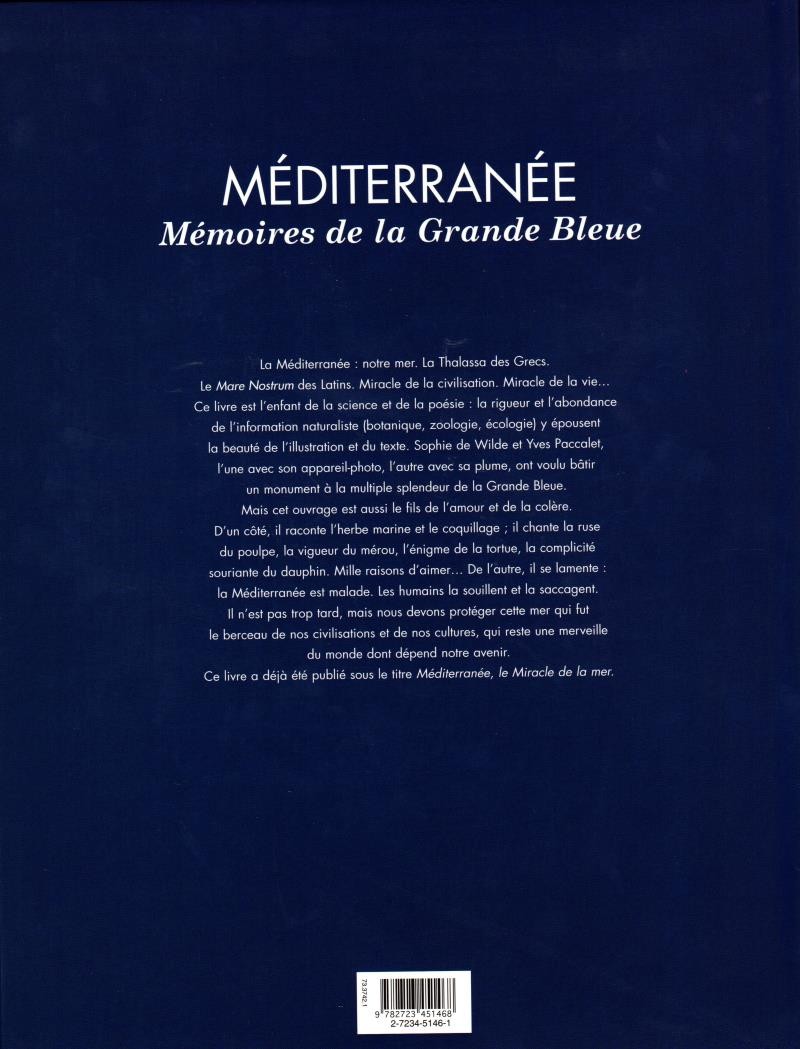 MÉDITERRANÉE
Mémoires de la Grande Bleue
La Méditerranée : notre mer. La Thalassa des Grecs.
Le Mare Nostrum des Latins. Miracle de la civilisation. Miracle de la vie...
Ce livre est l'enfant de la science et de la poésie : la rigueur et l'abondance
de l'information naturaliste (botanique, zoologie, écologie) y épousent
la beauté de l'illustration et du texte. Sophie de Wilde et Yves Paccalet,
l'une avec son appareil-photo, l'autre avec sa plume, ont voulu bâtir
un monument à la multiple splendeur de la Grande Bleue.
Mais cet ouvrage est aussi le fils de l'amour et de la colère.
D'un côté, il raconte l'herbe marine et le coquillage ; il chante la ruse
du poulpe, la vigueur du mérou, l'énigme de la tortue, la complicité
souriante du dauphin. Mille raisons d'aimer... De l'autre, il se lamente :
la Méditerranée est malade. Les humains la souillent et la saccagent.
Il n'est pas trop tard, mais nous devons protéger cette mer qui fut
le berceau de nos civilisations et de nos cultures, qui reste une merveille
du monde dont dépend notre avenir.
Ce livre a déjà été publié sous le titre Méditerranée, le Miracle de la mer.
73.3742.1
9 782723 451468
2-7234-5146-1